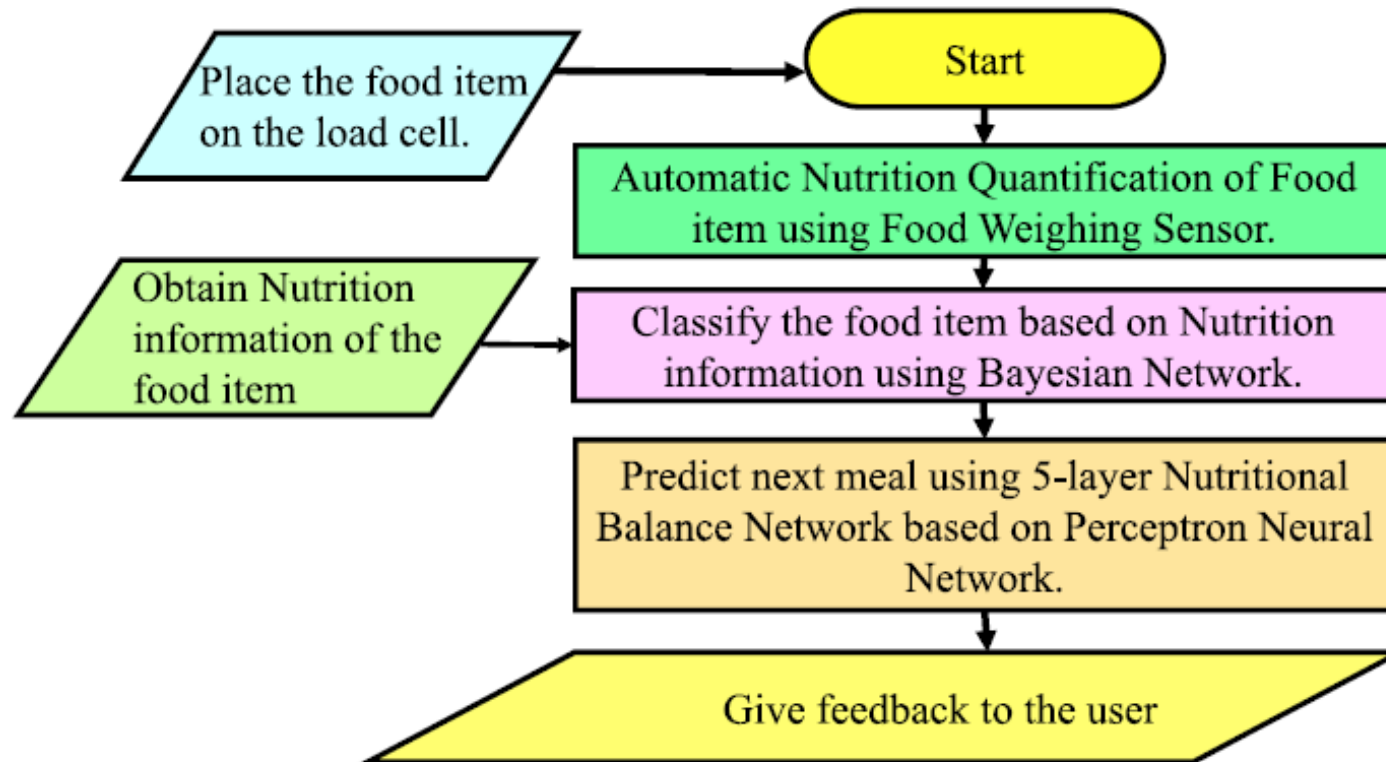 Place the food item
on the load cell.
Start
Automatic Nutrition Quantification of Food
item using Food Weighing Sensor.
Obtain Nutrition
information of the
food item
Classify the food item based on Nutrition
information using Bayesian Network.
Predict next meal using 5-layer Nutritional
Balance Network based on Perceptron Neural
Network.
Give feedback to the user